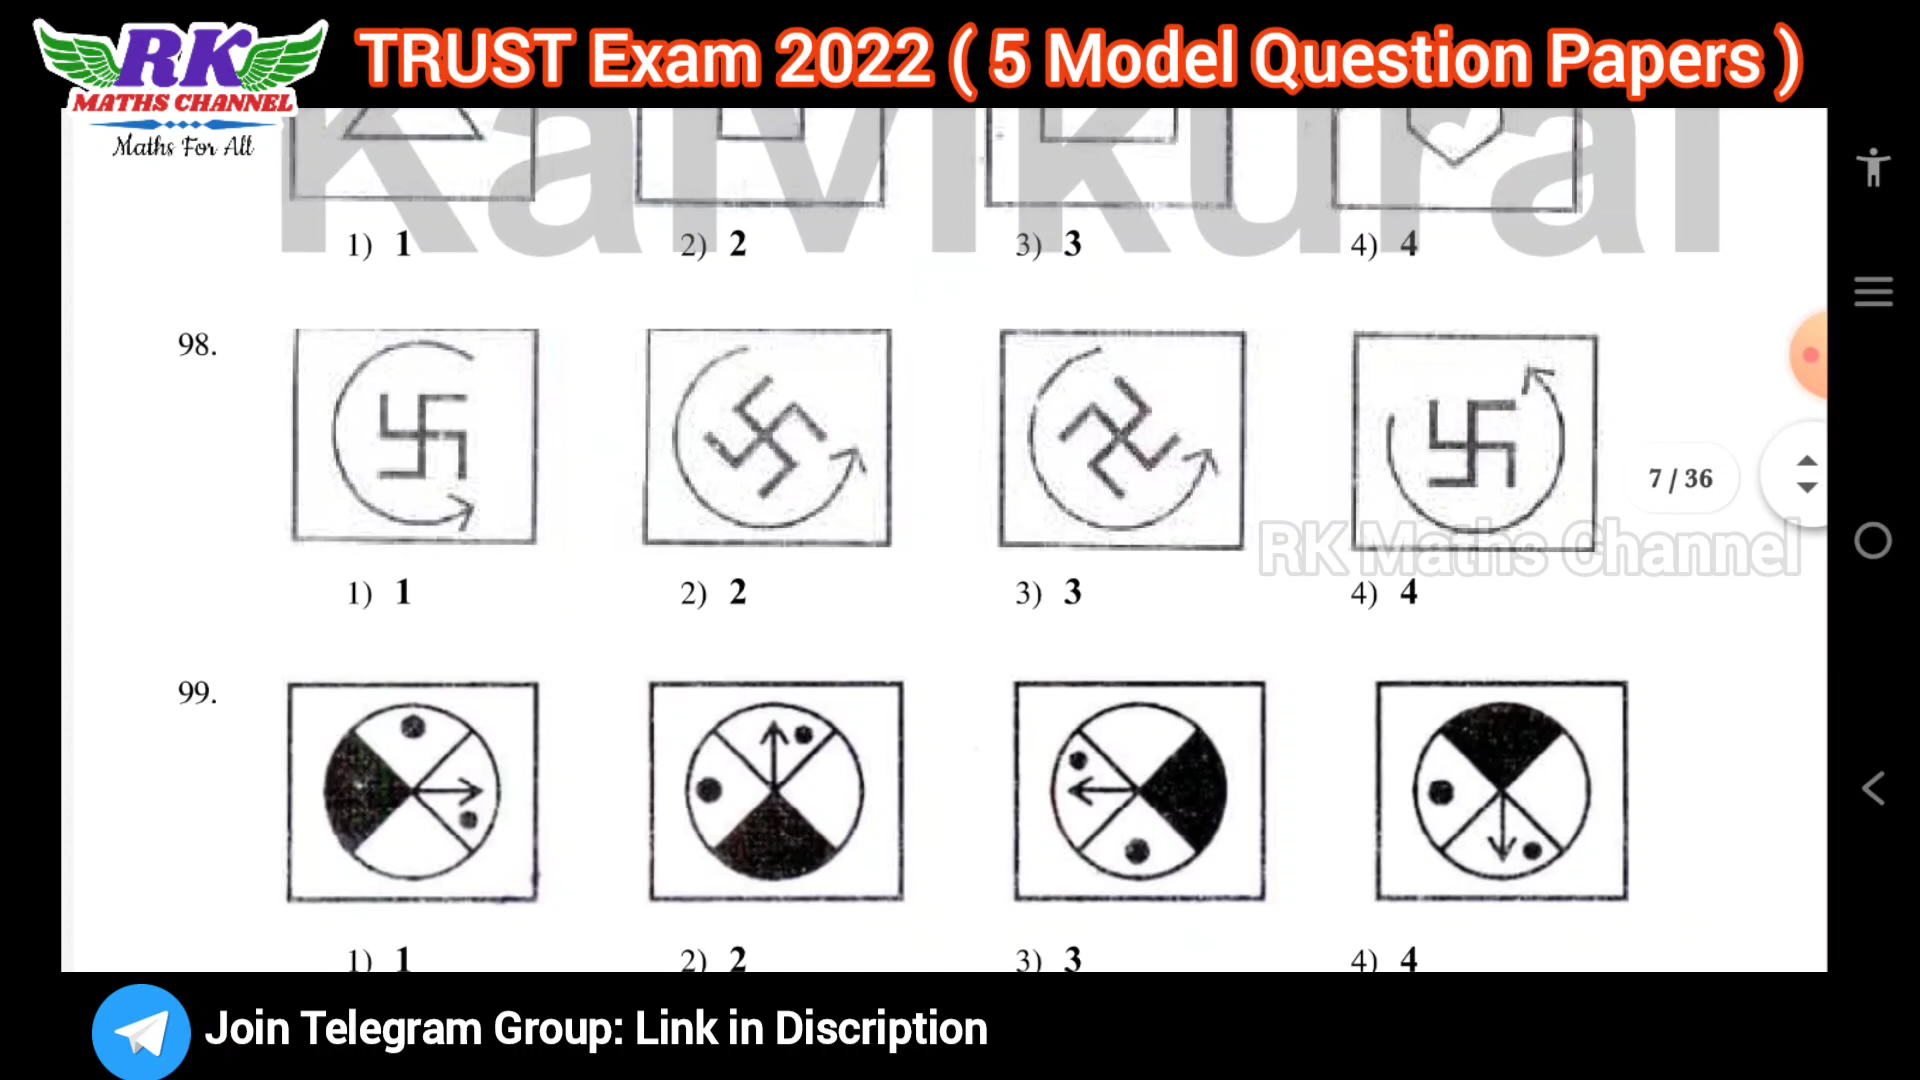 RK
MATHS CHANNEL
Maths For All
TRUST Exam 2022 ( 5 Model Question Papers )
Kalvikural
1) 1 2) 2 3) 3 4) 4
98.
7 / 36
RK Maths Channel
1) 1 2) 2 3) 3 4) 4
99.
1) 1 2) 2 3) 3 4) 4
Join Telegram Group: Link in Discription